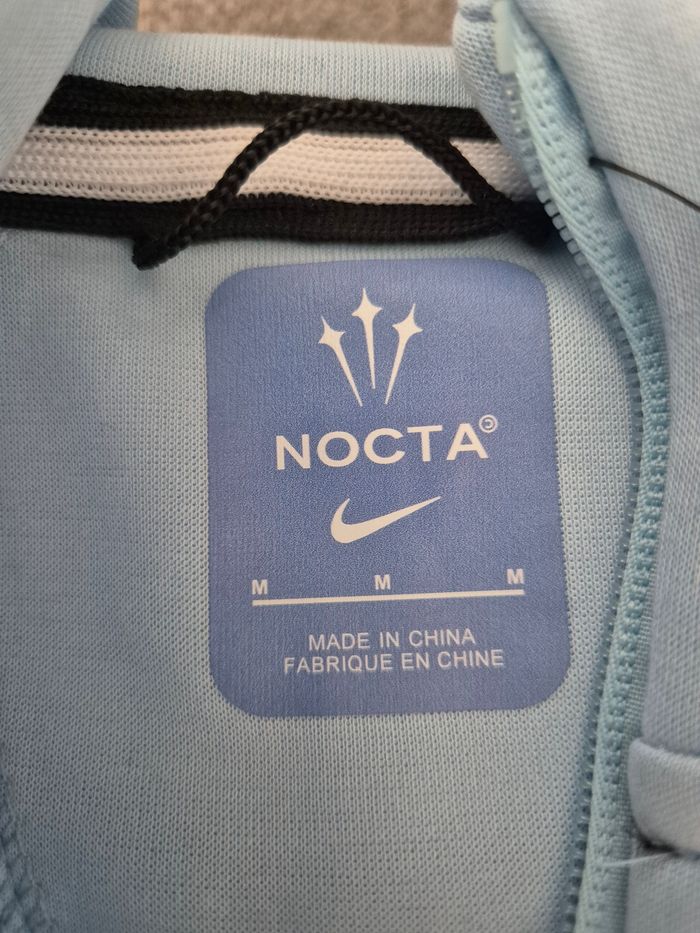 NOCTA©
M M M
MADE IN CHINA
FABRIQUE EN CHINE